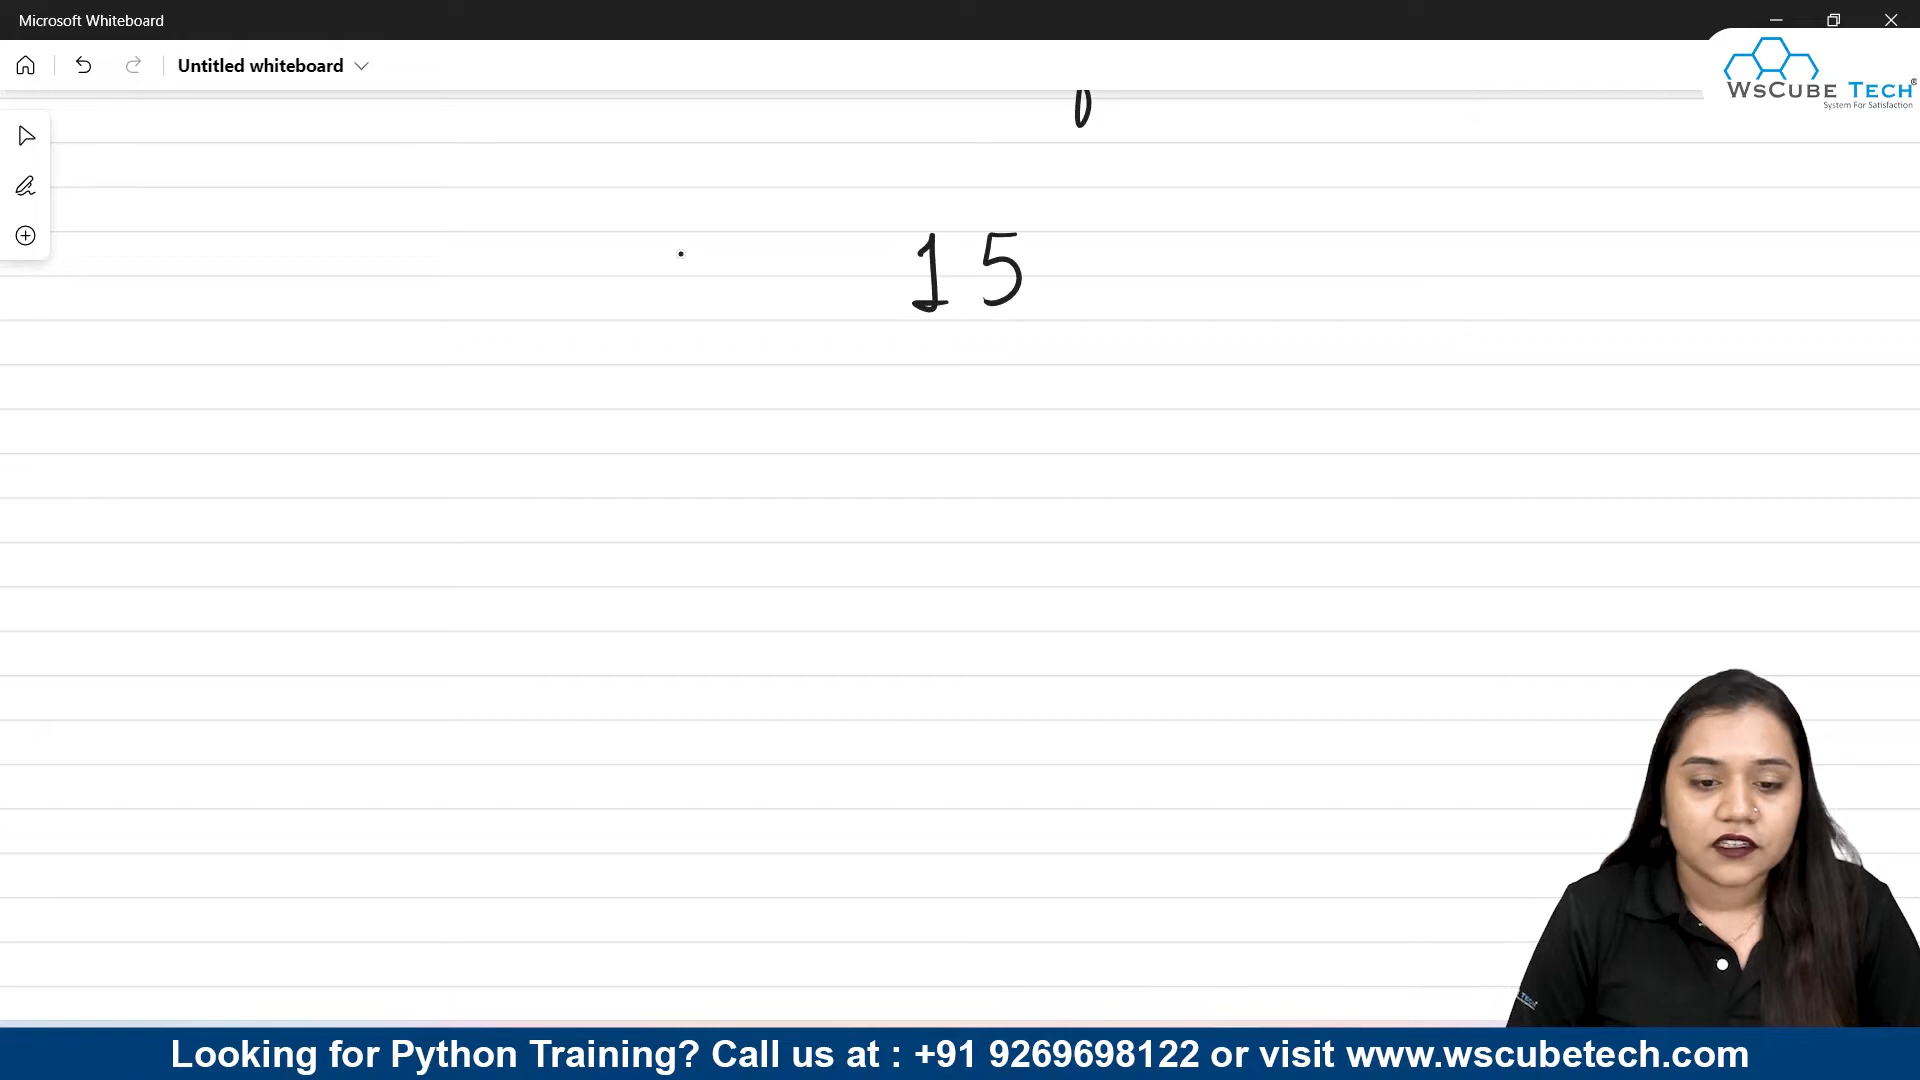 Microsoft Whiteboard
Untitled whiteboard
WsCube Tech®
System For Satisfaction
15
Looking for Python Training? Call us at : +91 9269698122 or visit www.wscubetech.com